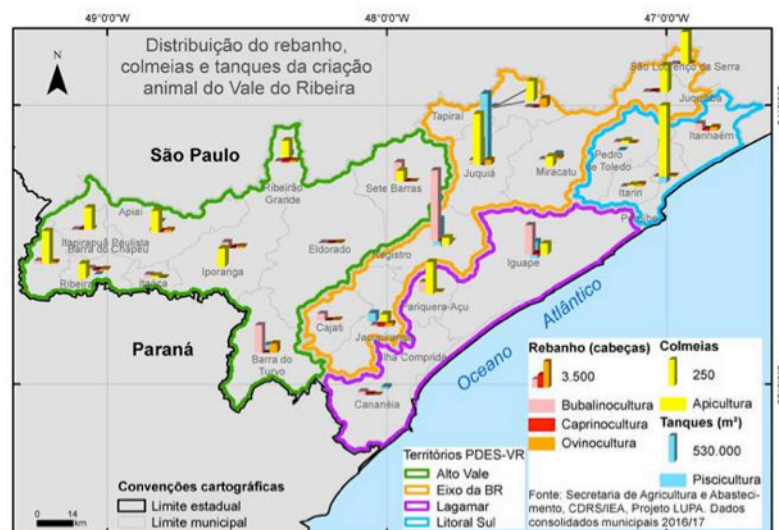 49°0'0"W
48°0'0"W
47°0'0"W
Distribuição do rebanho,
colmeias e tanques da criação
animal do Vale do Ribeira
N
São Paulo
Paraná
São Lourenço da Serra
Juquitiba
Tapiraí
Itanhaém
Pedro
de Toledo
Juquiá
Miracatu
Itariri
Ribeirão
Grande
Sete Barras
Apiaí
Itapirapuã Paulista
Barra do Chapéu
Ribeira
Itaóca
Iporanga
Eldorado
Registro
Iguape
Pariquera-Açu
Cajati
Jacupiranga
Ilha Comprida
Barra do
Turvo
Cananéia
Oceano Atlântico
Rebanho (cabeças)
3.500
Bubalinocultura
Caprinocultura
Ovinocultura
Colmeias
250
Apicultura
Tanques (m²)
530.000
Piscicultura
Territórios PDES-VR
Alto Vale
Eixo da BR
Lagamar
Litoral Sul
Convenções cartográficas
Limite estadual
Limite municipal
0 14
km
Fonte: Secretaria de Agricultura e Abasteci-
mento, CDRS/IEA, Projeto LUPA. Dados
consolidados municipais 2016/17